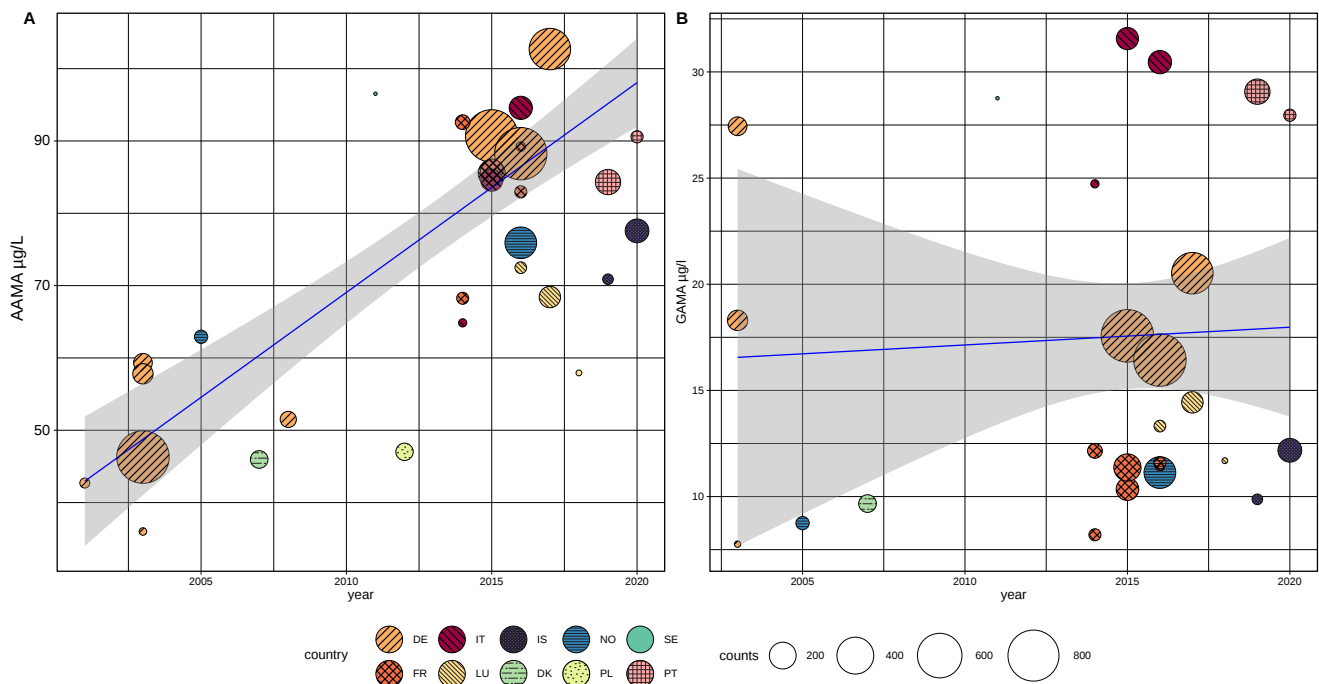 A
B
AAMA µg/L
90
70
50
2005
2010
2015
2020
year
GAMA µg/l
30
25
20
15
10
2005
2010
2015
2020
year
country
DE
IT
IS
NO
SE
FR
LU
DK
PL
PT
counts
200
400
600
800